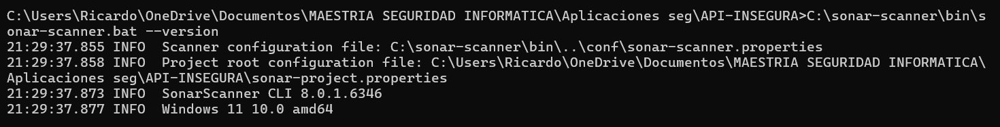 C:\Users\Ricardo\OneDrive\Documentos\MAESTRIA SEGURIDAD INFORMATICA\Aplicaciones seg\API-INSEGURA>C:\sonar-scanner\bin\s
onar-scanner.bat --version
21:29:37.855 INFO  Scanner configuration file: C:\sonar-scanner\bin\..\conf\sonar-scanner.properties
21:29:37.858 INFO  Project root configuration file: C:\Users\Ricardo\OneDrive\Documentos\MAESTRIA SEGURIDAD INFORMATICA\
Aplicaciones seg\API-INSEGURA\sonar-project.properties
21:29:37.873 INFO  SonarScanner CLI 8.0.1.6346
21:29:37.877 INFO  Windows 11 10.0 amd64